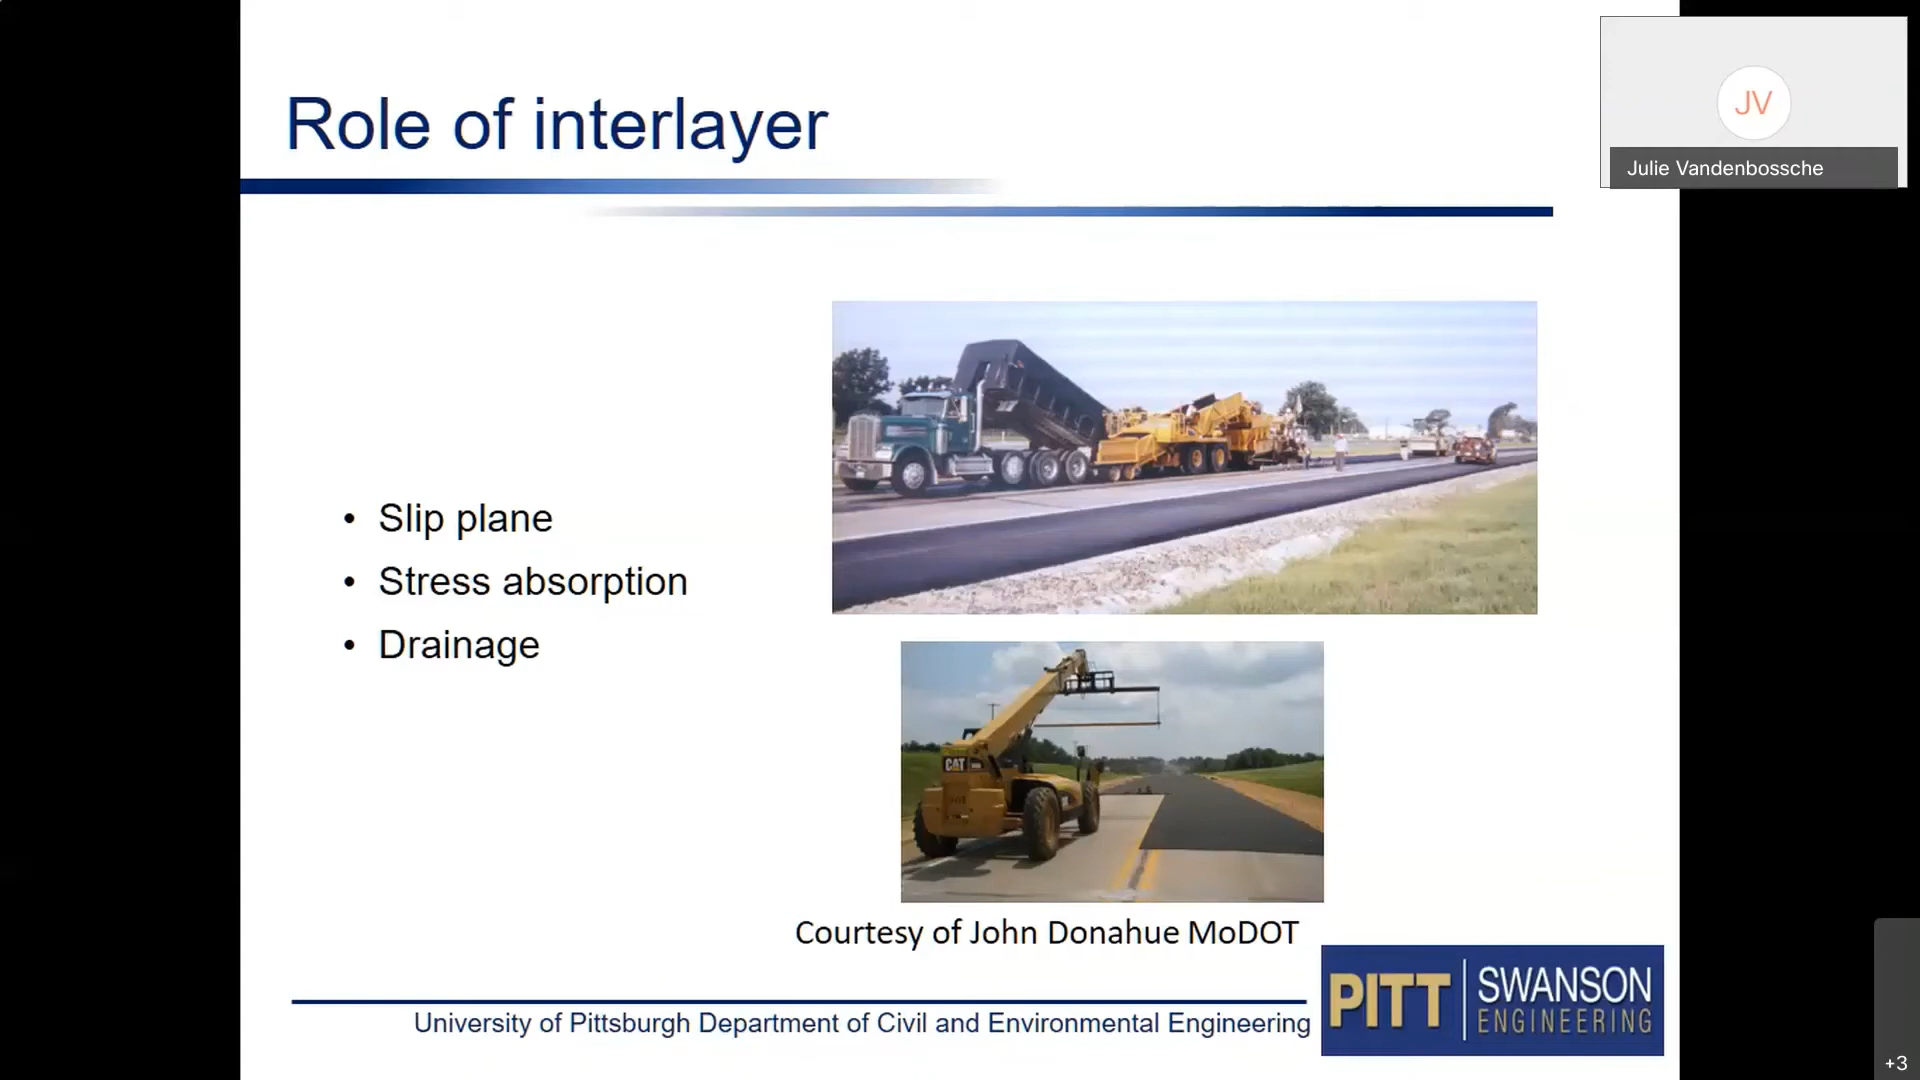 Role of interlayer
JV
Julie Vandenbossche
• Slip plane
• Stress absorption
• Drainage
CAT
Courtesy of John Donahue MoDOT
University of Pittsburgh Department of Civil and Environmental Engineering
PITT
SWANSON
ENGINEERING
+3